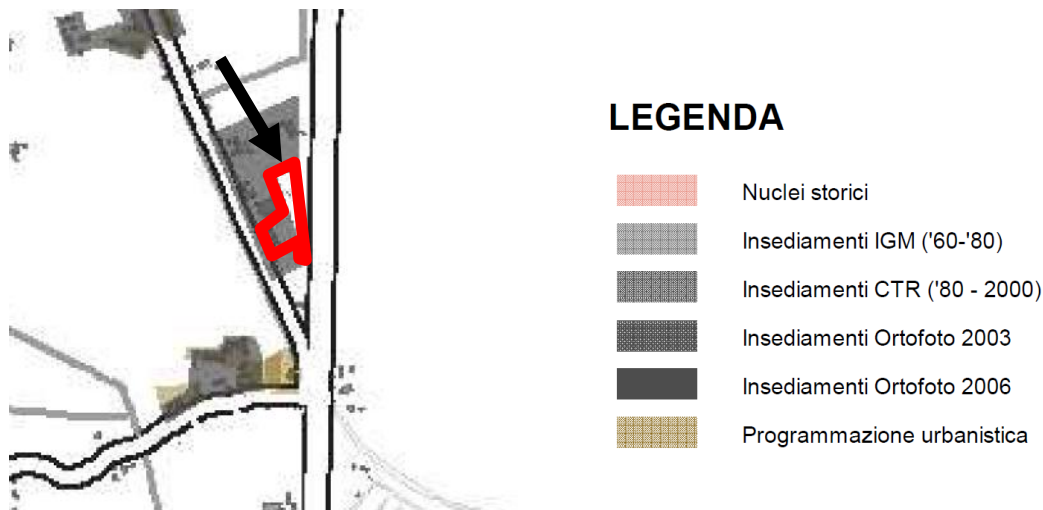 LEGENDA
Nuclei storici
Insediamenti IGM ('60-'80)
Insediamenti CTR ('80 - 2000)
Insediamenti Ortofoto 2003
Insediamenti Ortofoto 2006
Programmazione urbanistica